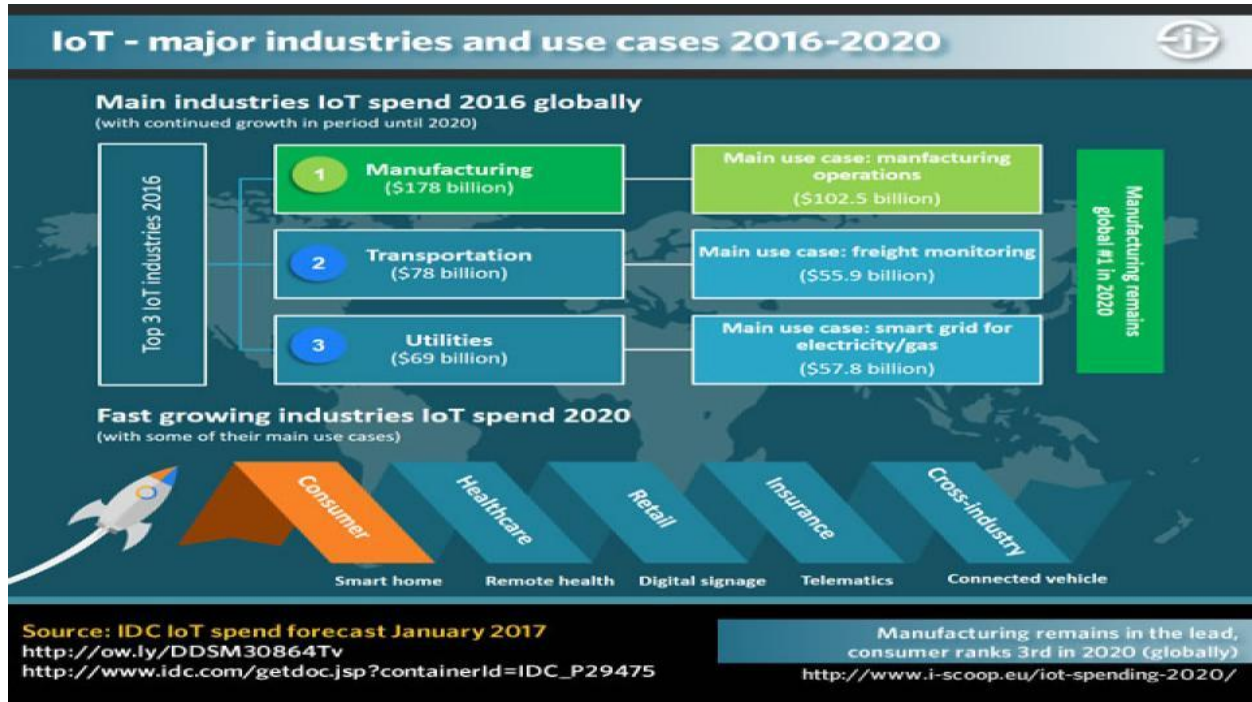 IoT - major industries and use cases 2016-2020
Main industries IoT spend 2016 globally
(with continued growth in period until 2020)
Top 3 IoT industries 2016
1
Manufacturing
($178 billion)
Main use case: manfacturing
operations
($102.5 billion)
2
Transportation
($78 billion)
Main use case: freight monitoring
($55.9 billion)
3
Utilities
($69 billion)
Main use case: smart grid for
electricity/gas
($57.8 billion)
Manufacturing remains
global #1 in 2020
Fast growing industries IoT spend 2020
(with some of their main use cases)
Consumer
Healthcare
Retail
Insurance
Cross-industry
Smart home
Remote health
Digital signage
Telematics
Connected vehicle
Source: IDC IoT spend forecast January 2017
http://ow.ly/DDSM30864Tv
http://www.idc.com/getdoc.jsp?containerId=IDC_P29475
Manufacturing remains in the lead,
consumer ranks 3rd in 2020 (globally)
http://www.i-scoop.eu/iot-spending-2020/